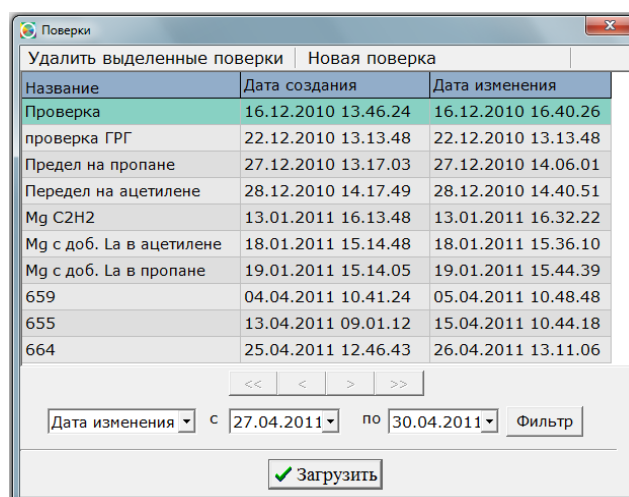 Поверки
Удалить выделенные поверки Новая поверка
Название Дата создания Дата изменения
Проверка 16.12.2010 13.46.24 16.12.2010 16.40.26
проверка ГРГ 22.12.2010 13.13.48 22.12.2010 13.13.48
Предел на пропане 27.12.2010 13.17.03 27.12.2010 14.06.01
Передел на ацетилене 28.12.2010 14.17.49 28.12.2010 14.40.51
Mg C2H2 13.01.2011 16.13.48 13.01.2011 16.32.22
Mg с доб. La в ацетилене 18.01.2011 15.14.48 18.01.2011 15.36.10
Mg с доб. La в пропане 19.01.2011 15.14.05 19.01.2011 15.44.39
659 04.04.2011 10.41.24 05.04.2011 10.48.48
655 13.04.2011 09.01.12 15.04.2011 10.44.18
664 25.04.2011 12.46.43 26.04.2011 13.11.06
<< < > >>
Дата изменения с 27.04.2011 по 30.04.2011 Фильтр
Загрузить